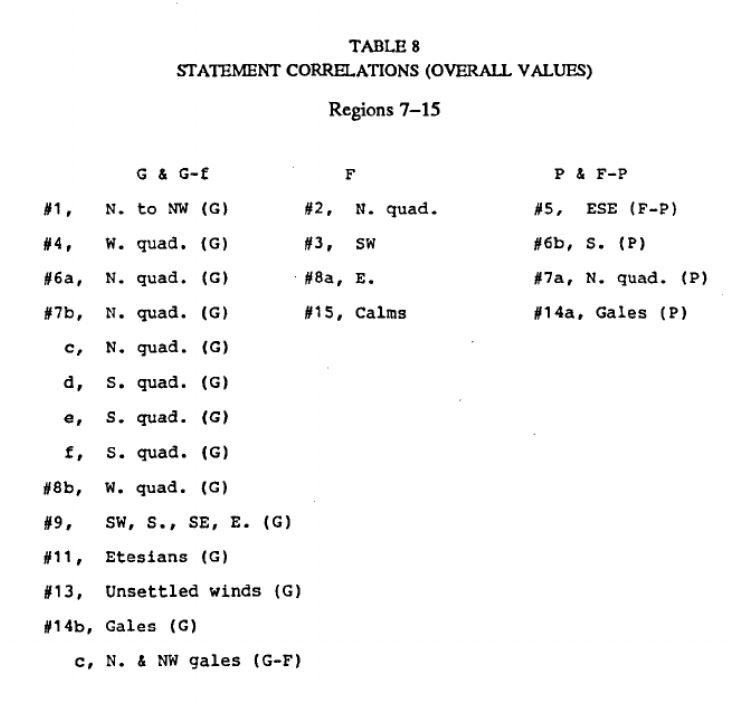 TABLE 8
STATEMENT CORRELATIONS (OVERALL VALUES)
Regions 7–15
G & G-f F P & F-P
#1, N. to NW (G) #2, N. quad. #5, ESE (F-P)
#4, W. quad. (G) #3, SW #6b, S. (P)
#6a, N. quad. (G) #8a, E. #7a, N. quad. (P)
#7b, N. quad. (G) #15, Calms #14a, Gales (P)
c, N. quad. (G)
d, S. quad. (G)
e, S. quad. (G)
f, S. quad. (G)
#8b, W. quad. (G)
#9, SW, S., SE, E. (G)
#11, Etesians (G)
#13, Unsettled winds (G)
#14b, Gales (G)
c, N. & NW gales (G-F)